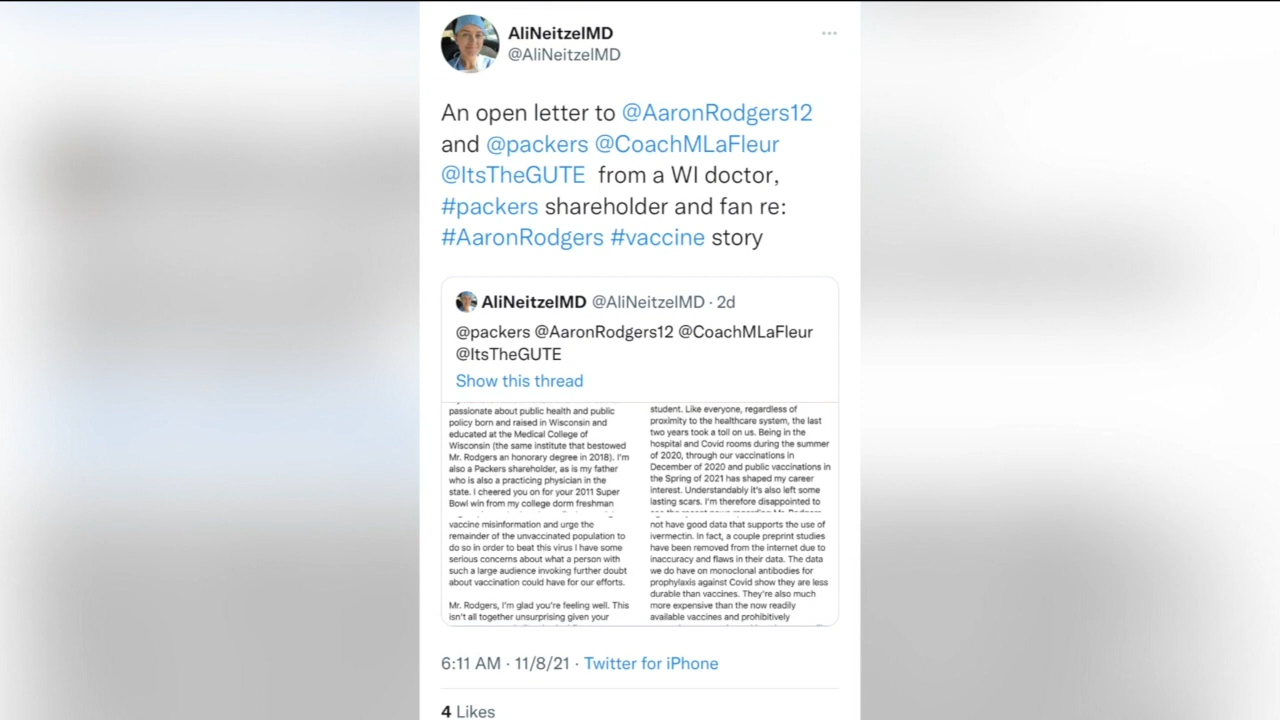 AliNeitzelMD
@AliNeitzelMD
An open letter to @AaronRodgers12
and @packers @CoachMLaFleur
@ItsTheGUTE from a WI doctor,
#packers shareholder and fan re:
#AaronRodgers #vaccine story
AliNeitzelMD @AliNeitzelMD · 2d
@packers @AaronRodgers12 @CoachMLaFleur
@ItsTheGUTE
Show this thread
passionate about public health and public
policy born and raised in Wisconsin and
educated at the Medical College of
Wisconsin (the same institute that bestowed
Mr. Rodgers an honorary degree in 2018). I'm
also a Packers shareholder, as is my father
who is also a practicing physician in the
state. I cheered you on for your 2011 Super
Bowl win from my college dorm freshman
student. Like everyone, regardless of
proximity to the healthcare system, the last
two years took a toll on us. Being in the
hospital and Covid rooms during the summer
of 2020, through our vaccinations in
December of 2020 and public vaccinations in
the Spring of 2021 has shaped my career
interest. Understandably it's also left some
lasting scars. I'm therefore disappointed to
vaccine misinformation and urge the
remainder of the unvaccinated population to
do so in order to beat this virus I have some
serious concerns about what a person with
such a large audience invoking further doubt
about vaccination could have for our efforts.
Mr. Rodgers, I'm glad you're feeling well. This
isn't all together unsurprising given your
not have good data that supports the use of
ivermectin. In fact, a couple preprint studies
have been removed from the internet due to
inaccuracy and flaws in their data. The data
we do have on monoclonal antibodies for
prophylaxis against Covid show they are less
durable than vaccines. They're also much
more expensive than the now readily
available vaccines and prohibitively
6:11 AM · 11/8/21 · Twitter for iPhone
4 Likes